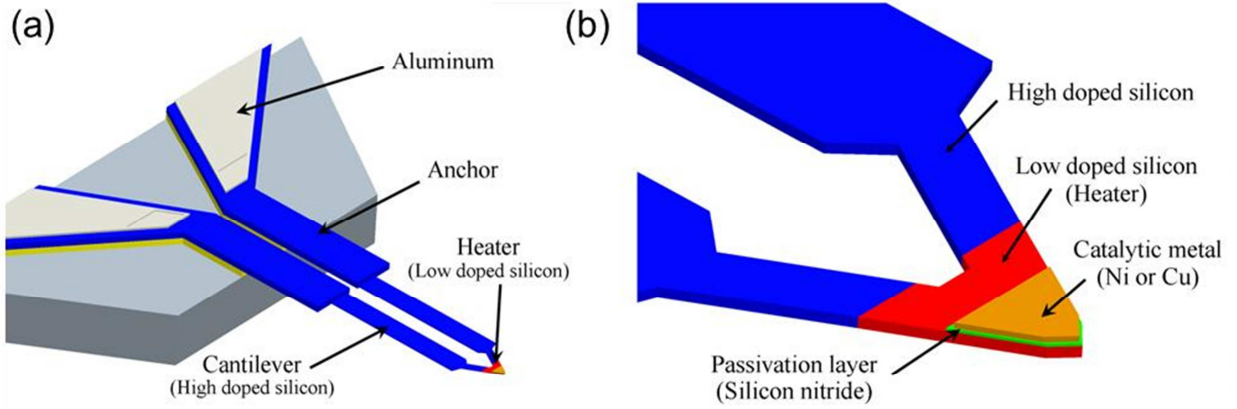 (a)
Aluminum
Anchor
Heater
(Low doped silicon)
Cantilever
(High doped silicon)
(b)
High doped silicon
Low doped silicon
(Heater)
Catalytic metal
(Ni or Cu)
Passivation layer
(Silicon nitride)